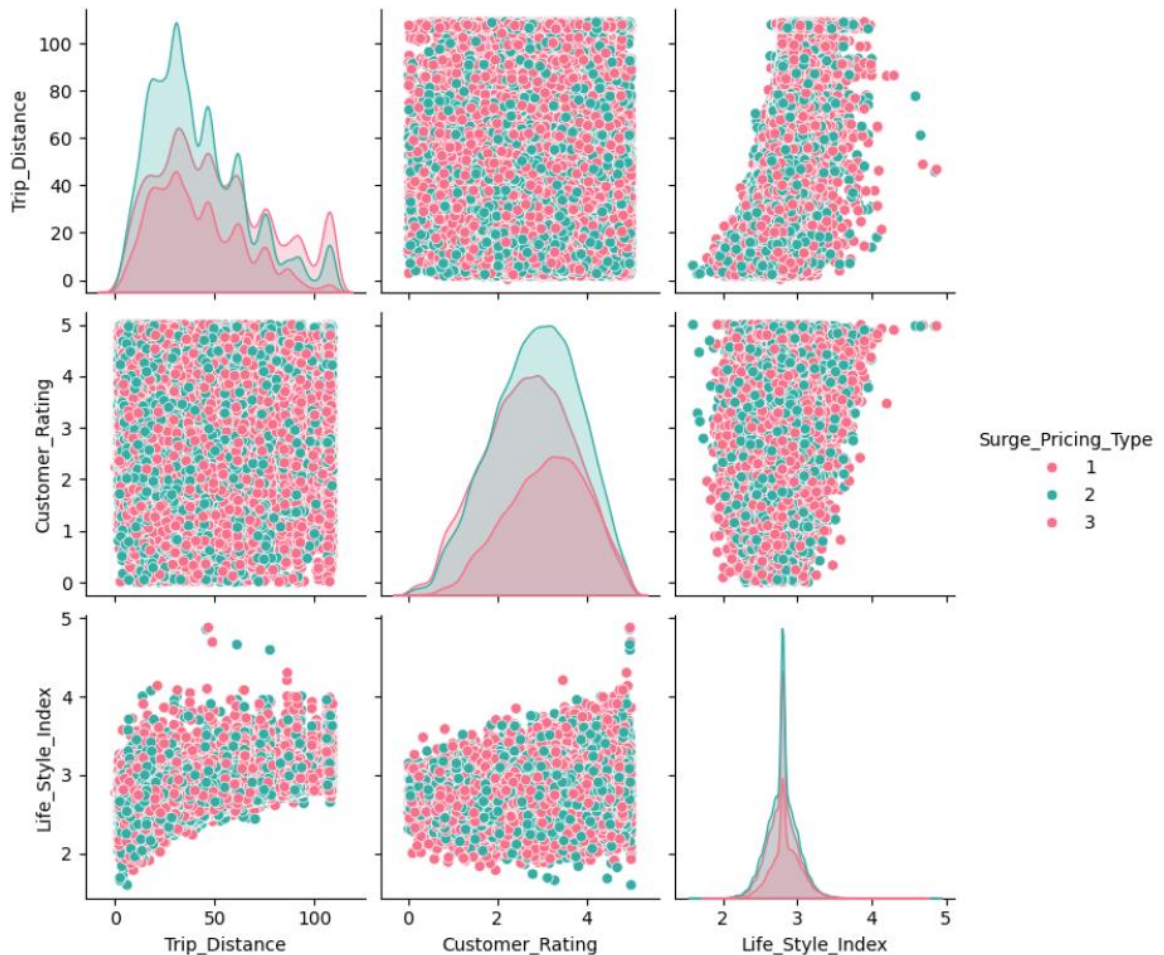 100
80
60
40
20
0
Trip_Distance
5
4
3
2
1
0
Customer_Rating
Surge_Pricing_Type
1
2
3
5
4
3
2
Life_Style_Index
0 50 100
0 2 4
2 3 4 5
Trip_Distance
Customer_Rating
Life_Style_Index